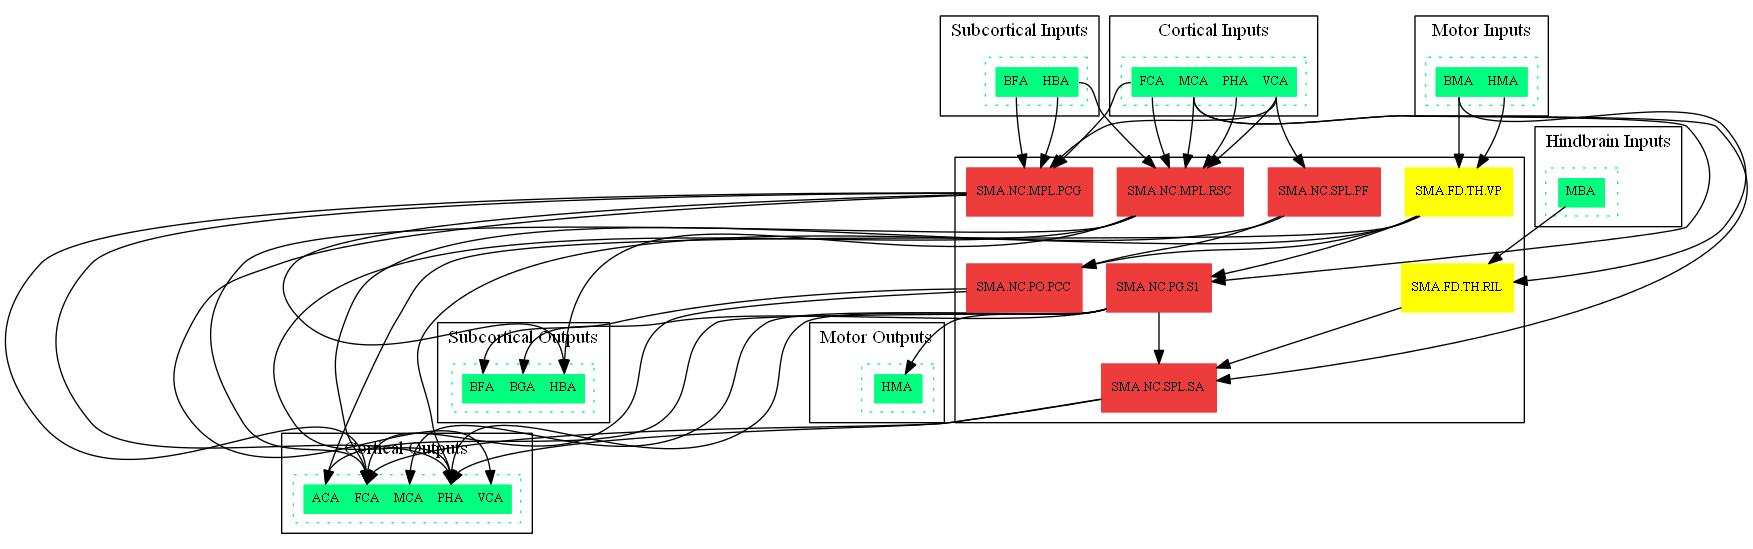 Subcortical Inputs
Cortical Inputs
Motor Inputs
BFA HBA
FCA MCA PHA VCA
BMA HMA
Hindbrain Inputs
MBA
SMA.NC.MPL.PCG
SMA.NC.MPL.RSC
SMA.NC.SPL.PF
SMA.FD.TH.VP
SMA.NC.PO.PCC
SMA.NC.PG.S1
SMA.FD.TH.RIL
Subcortical Outputs
Motor Outputs
BFA BGA HBA
HMA
SMA.NC.SPL.SA
Cortical Outputs
ACA FCA MCA PHA VCA